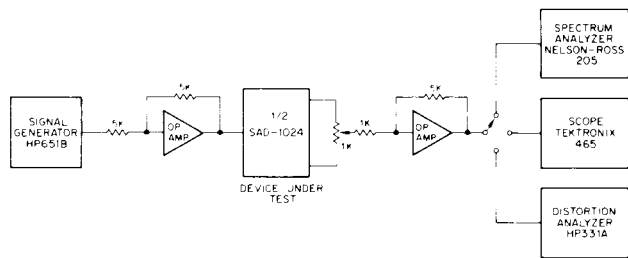 SIGNAL
GENERATOR
HP651B
5K
5K
OP
AMP
1/2
SAD-1024
DEVICE UNDER
TEST
1K
1K
5K
OP
AMP
SPECTRUM
ANALYZER
NELSON-ROSS
205
SCOPE
TEKTRONIX
465
DISTORTION
ANALYZER
HP331A